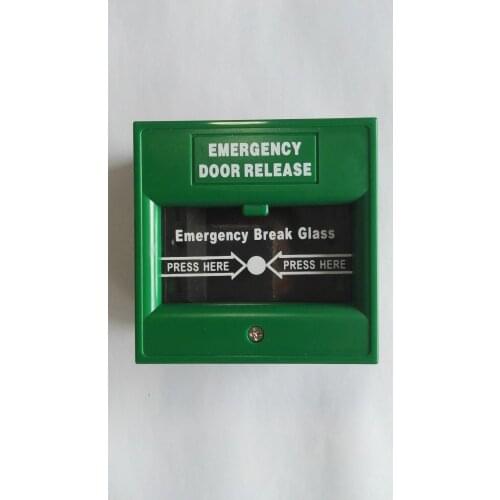 EMERGENCY
DOOR RELEASE
Emergency Break Glass
PRESS HERE PRESS HERE